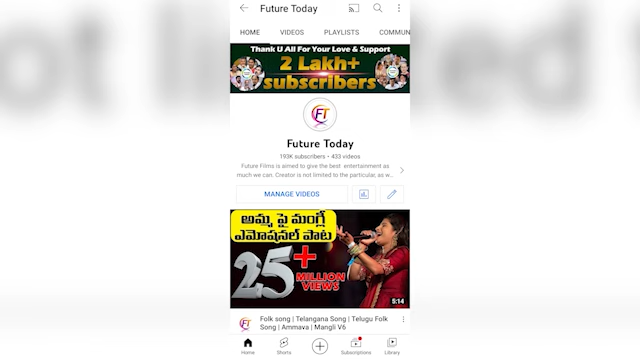 Future Today
HOME VIDEOS PLAYLISTS COMMUN
Thank U All For Your Love & Support
2 Lakh+
subscribers
FT
Future Today
193K subscribers • 433 videos
Future Films is aimed to give the best entertainment as
much we can. Creator is not limited to the particular, as w...
MANAGE VIDEOS
అమ్మ పై మంగ్లీ
ఎమోషనల్ పాట
25+
MILLION
VIEWS
5:14
FT
Folk song | Telangana Song | Telugu Folk
Song | Ammava | Mangli V6
Home Shorts Subscriptions Library